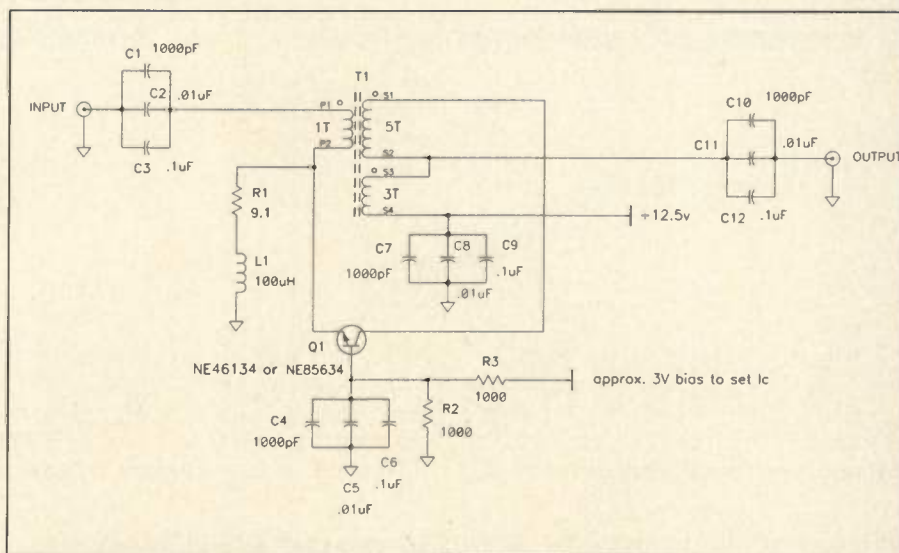 C1 1000pF
C2 .01uF
C3 .1uF
INPUT
T1
P1
S1
1T
5T
P2
S2
S3
3T
S4
C10 1000pF
C11 .01uF
C12 .1uF
OUTPUT
+12.5v
R1
9.1
L1
100uH
C7
1000pF
C8
.01uF
C9
.1uF
Q1
NE46134 or NE85634
R3
1000
approx. 3V bias to set Ic
R2
1000
C4
1000pF
C5
.01uF
C6
.1uF